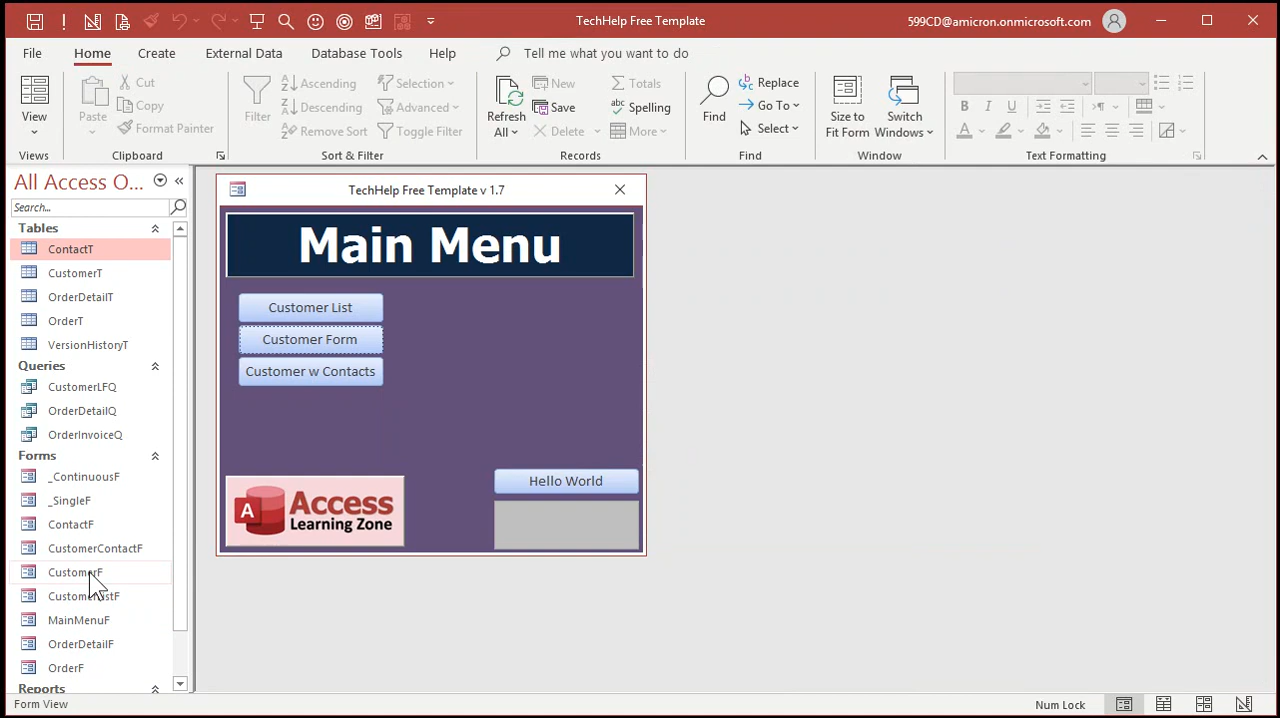 TechHelp Free Template
599CD@amicron.onmicrosoft.com
File
Home
Create
External Data
Database Tools
Help
Tell me what you want to do
View
Paste
Cut
Copy
Format Painter
Filter
Ascending
Descending
Remove Sort
Selection
Advanced
Toggle Filter
Refresh
All
New
Save
Delete
Totals
Spelling
More
Find
Replace
Go To
Select
Size to
Fit Form
Switch
Windows
B I U
A
Views
Clipboard
Sort & Filter
Records
Find
Window
Text Formatting
All Access O...
Search...
Tables
ContactT
CustomerT
OrderDetailT
OrderT
VersionHistoryT
Queries
CustomerLFQ
OrderDetailQ
OrderInvoiceQ
Forms
_ContinuousF
_SingleF
ContactF
CustomerContactF
CustomerF
CustomerListF
MainMenuF
OrderDetailF
OrderF
Reports
TechHelp Free Template v 1.7
Main Menu
Customer List
Customer Form
Customer w Contacts
Hello World
A
Access
Learning Zone
Form View
Num Lock